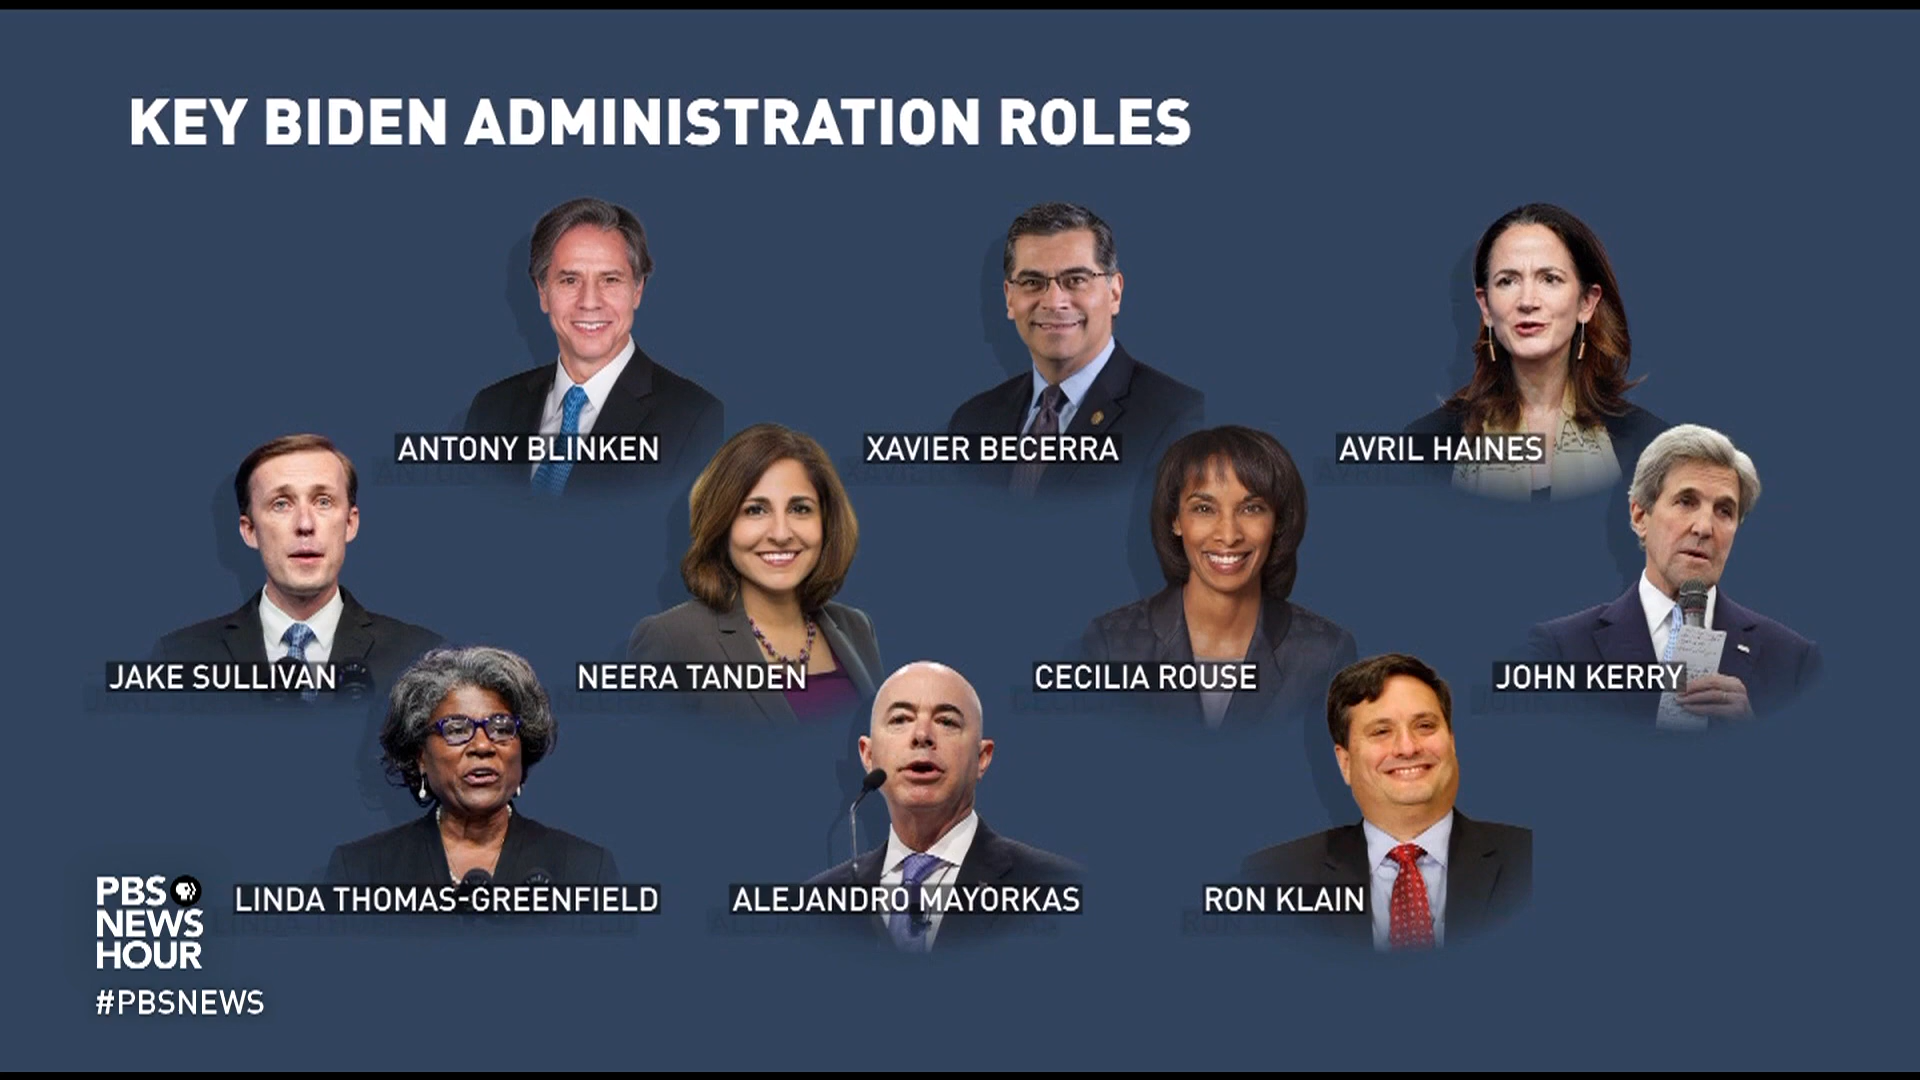 KEY BIDEN ADMINISTRATION ROLES
ANTONY BLINKEN
XAVIER BECERRA
AVRIL HAINES
JAKE SULLIVAN
NEERA TANDEN
CECILIA ROUSE
JOHN KERRY
LINDA THOMAS-GREENFIELD
ALEJANDRO MAYORKAS
RON KLAIN
PBS
NEWS
HOUR
#PBSNEWS